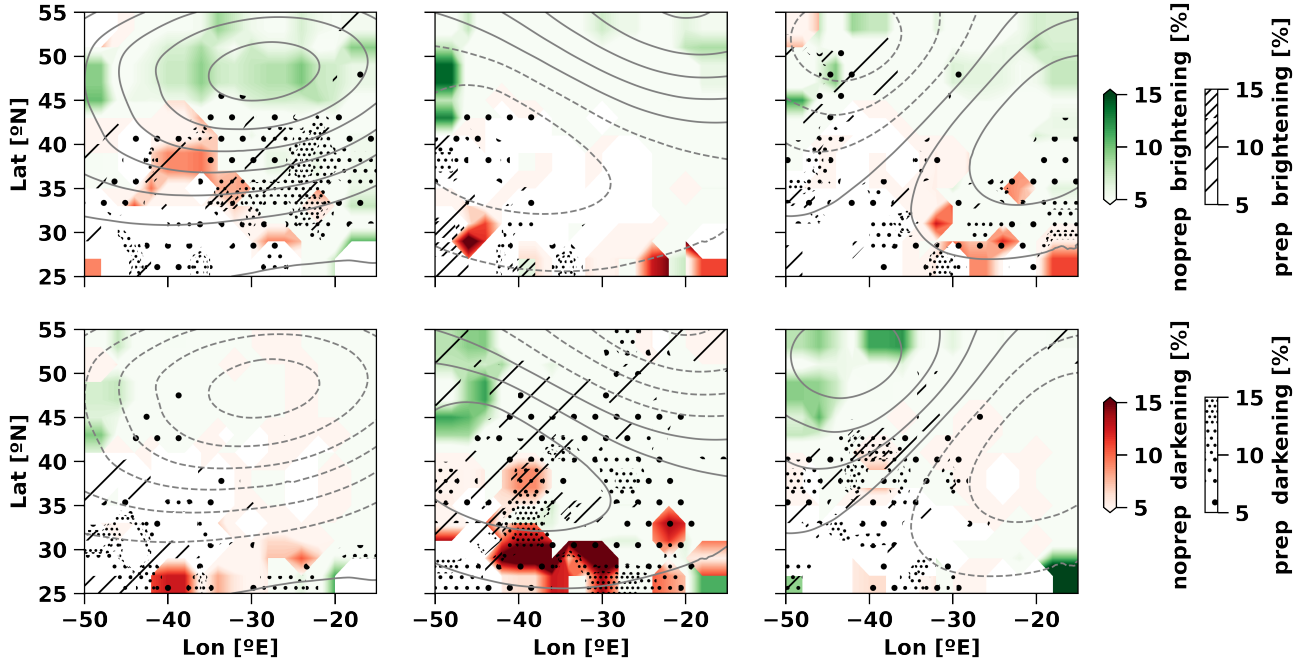 55
50
45
40
35
30
25
Lat [ºN]
15
10
5
noprep brightening [%]
15
10
5
prep brightening [%]
55
50
45
40
35
30
25
Lat [ºN]
−50 −40 −30 −20
Lon [ºE]
−50 −40 −30 −20
Lon [ºE]
−50 −40 −30 −20
Lon [ºE]
15
10
5
noprep darkening [%]
15
10
5
prep darkening [%]